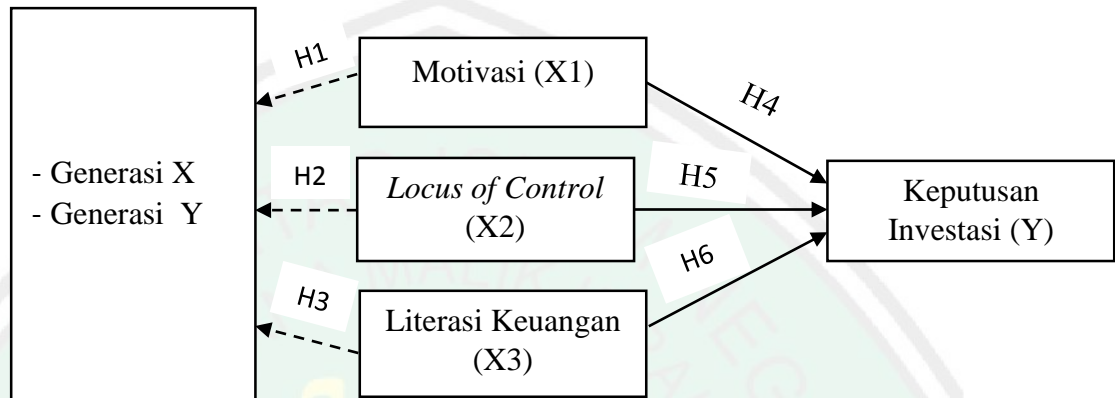 H1
Motivasi (X1)
H4
- Generasi X
- Generasi  Y
H2
Locus of Control
(X2)
H5
Keputusan
Investasi (Y)
H3
Literasi Keuangan
(X3)
H6